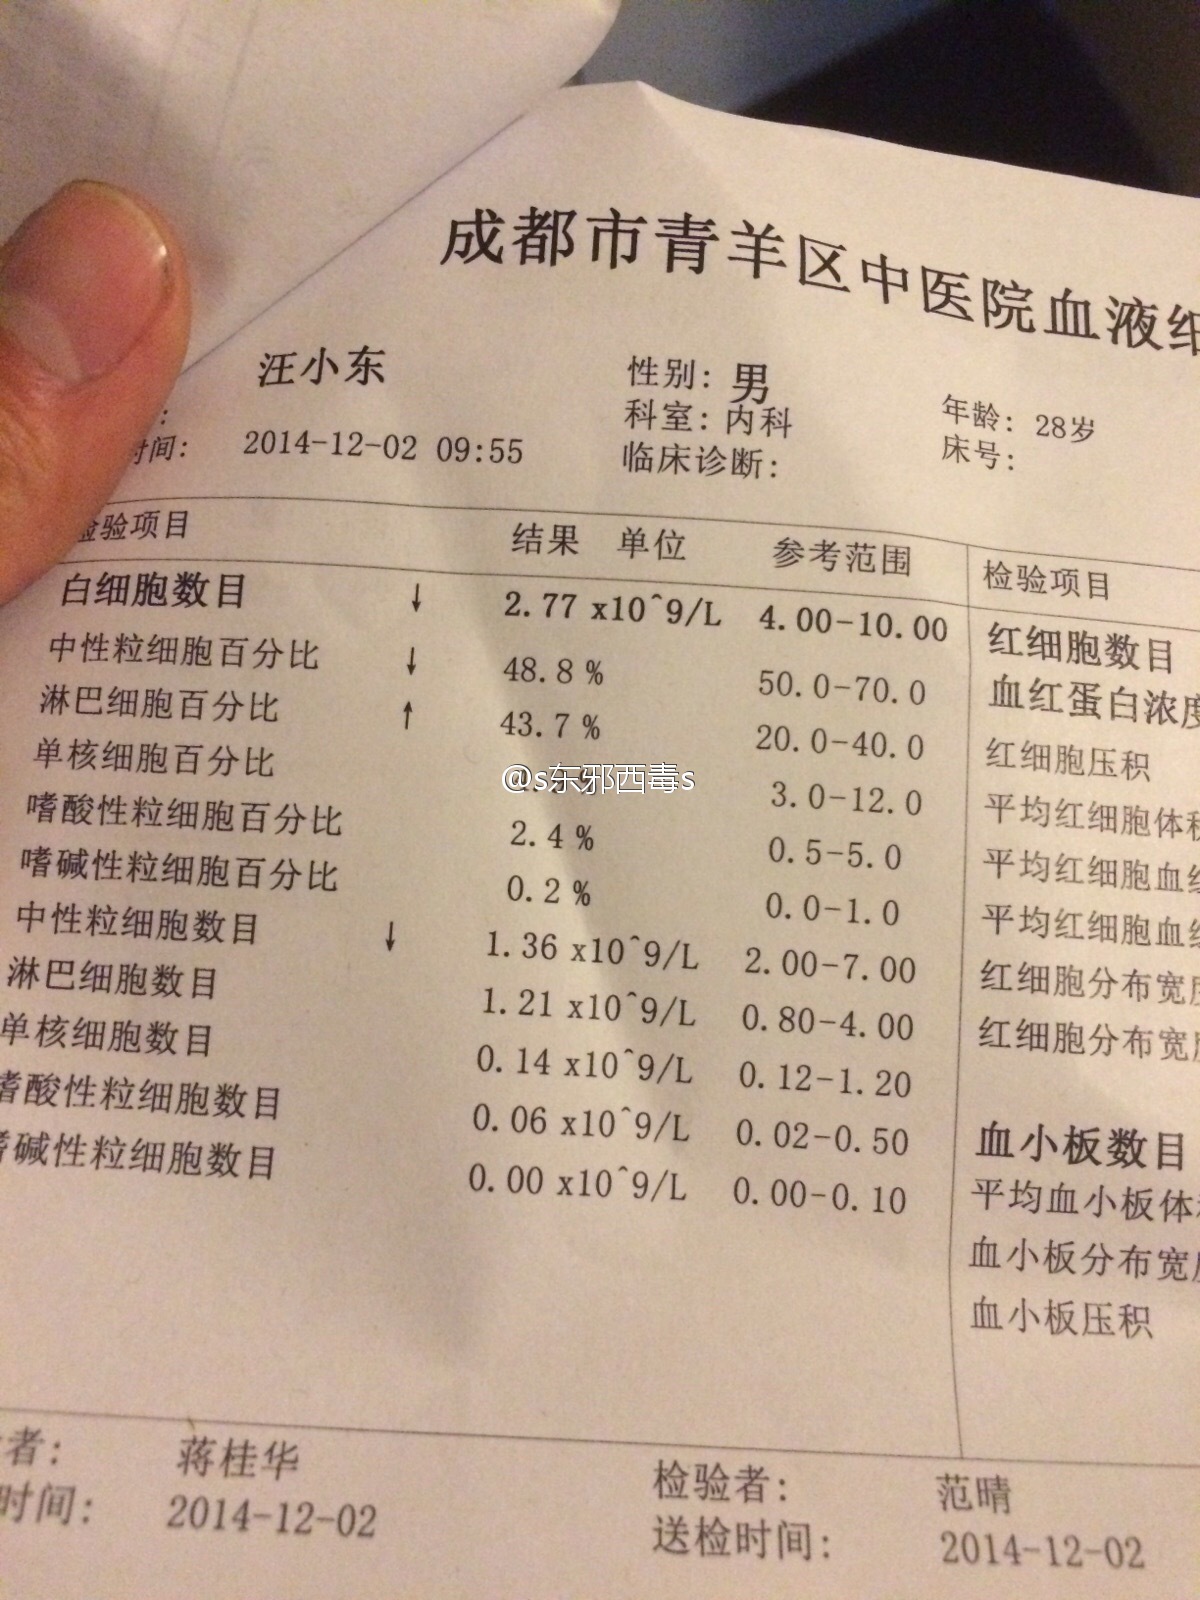 成都市青羊区中医院血液细
汪小东 性别: 男 年龄: 28岁
时间: 2014-12-02 09:55 科室: 内科 床号:
临床诊断:
检验项目 结果 单位 参考范围 检验项目
白细胞数目 ↓ 2.77 x10^9/L 4.00-10.00 红细胞数目
中性粒细胞百分比 ↓ 48.8 % 50.0-70.0 血红蛋白浓度
淋巴细胞百分比 ↑ 43.7 % 20.0-40.0 红细胞压积
单核细胞百分比 3.0-12.0 平均红细胞体积
@s东邪西毒s
嗜酸性粒细胞百分比 2.4 % 0.5-5.0 平均红细胞血红
嗜碱性粒细胞百分比 0.2 % 0.0-1.0 平均红细胞血红
中性粒细胞数目 ↓ 1.36 x10^9/L 2.00-7.00 红细胞分布宽度
淋巴细胞数目 1.21 x10^9/L 0.80-4.00 红细胞分布宽度
单核细胞数目 0.14 x10^9/L 0.12-1.20
嗜酸性粒细胞数目 0.06 x10^9/L 0.02-0.50 血小板数目
嗜碱性粒细胞数目 0.00 x10^9/L 0.00-0.10 平均血小板体积
血小板分布宽度
血小板压积
者: 蒋桂华 检验者: 范晴
时间: 2014-12-02 送检时间: 2014-12-02